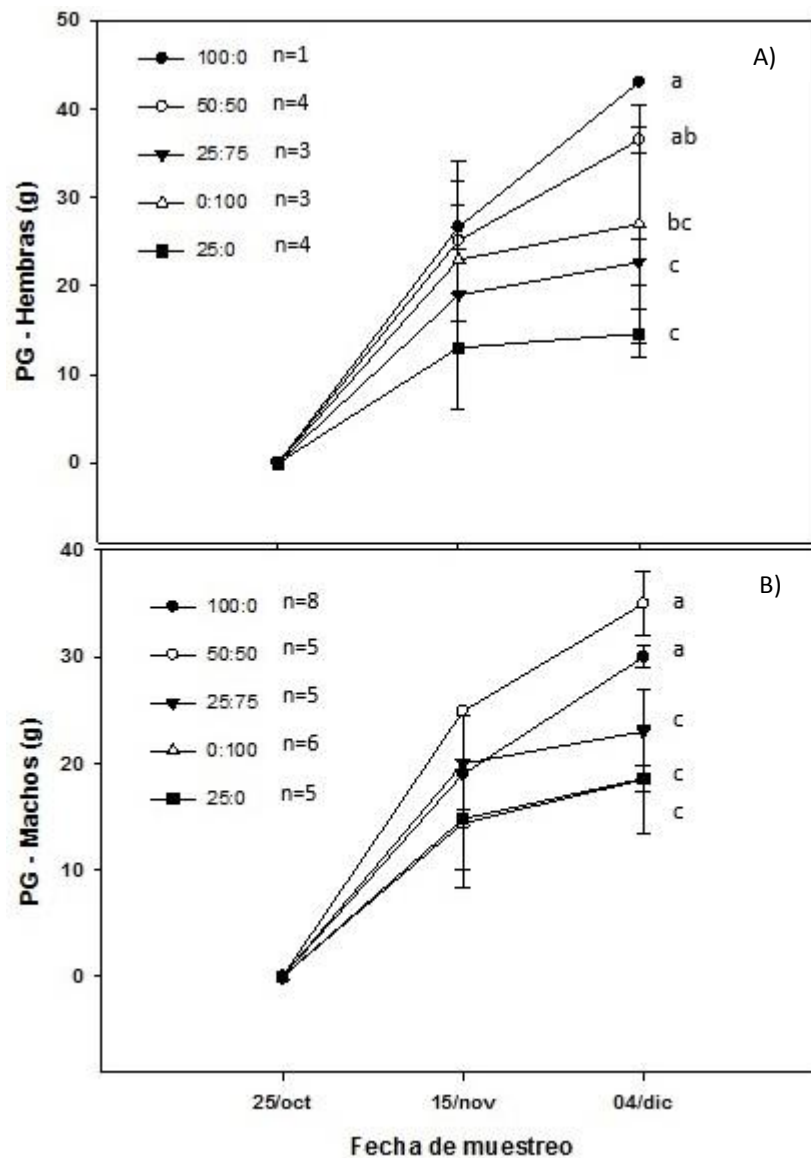 50
40
30
20
10
0
PG - Hembras (g)
A)
100:0 n=1
50:50 n=4
25:75 n=3
0:100 n=3
25:0 n=4
a
ab
bc
c
c
40
30
20
10
0
PG - Machos (g)
B)
100:0 n=8
50:50 n=5
25:75 n=5
0:100 n=6
25:0 n=5
a
a
c
c
c
25/oct 15/nov 04/dic
Fecha de muestreo